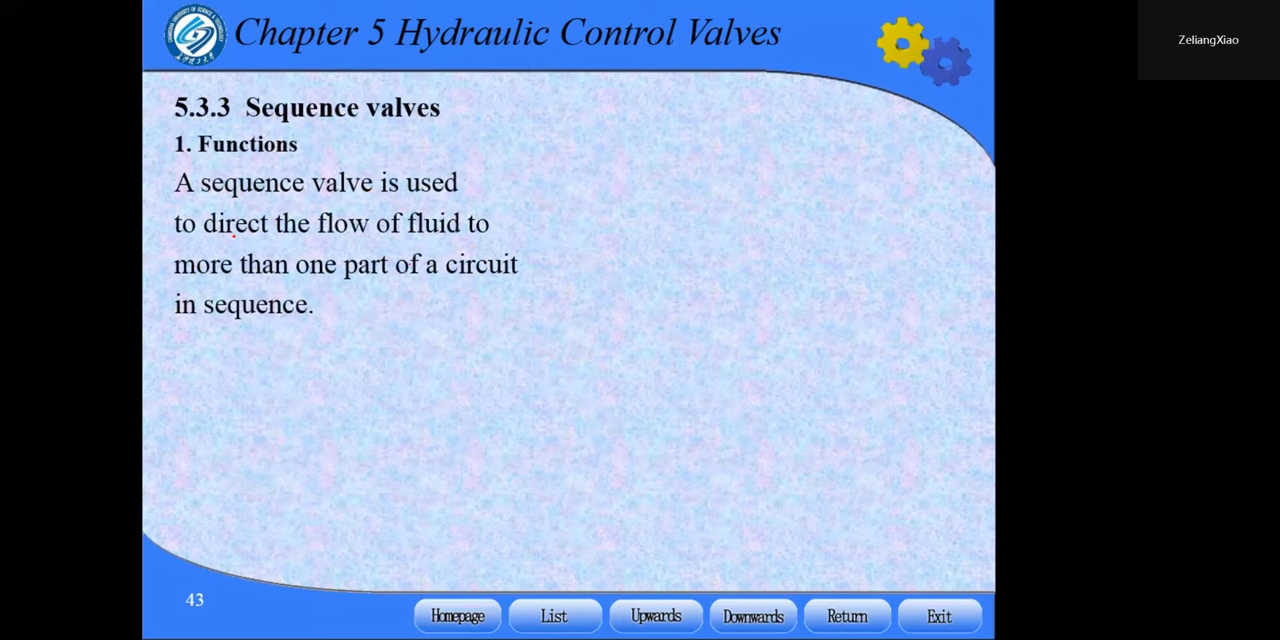 Chapter 5 Hydraulic Control Valves
ZeliangXiao
5.3.3 Sequence valves
1. Functions
A sequence valve is used
to direct the flow of fluid to
more than one part of a circuit
in sequence.
43
Homepage
List
Upwards
Downwards
Return
Exit